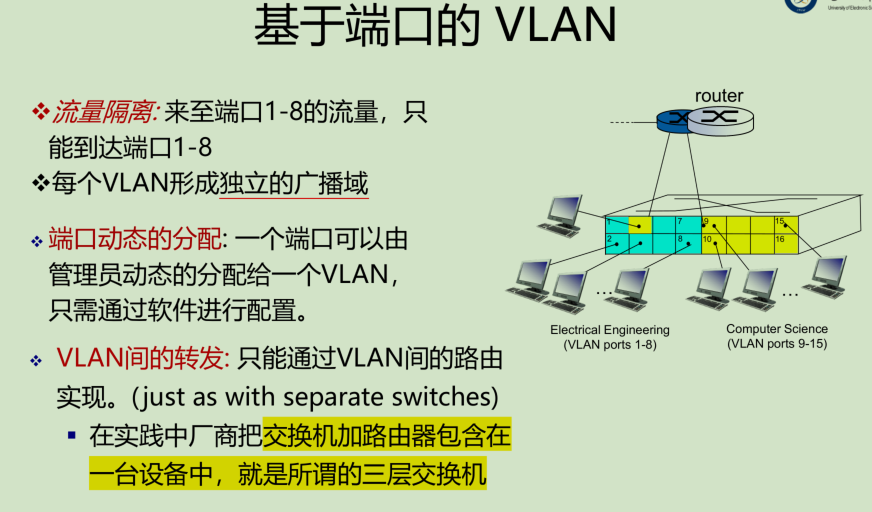 基于端口的 VLAN
University of Electronic S
❖流量隔离: 来至端口1-8的流量，只
能到达端口1-8
❖每个VLAN形成独立的广播域
❖ 端口动态的分配: 一个端口可以由
管理员动态的分配给一个VLAN，
只需通过软件进行配置。
❖ VLAN间的转发: 只能通过VLAN间的路由
实现。(just as with separate switches)
▪ 在实践中厂商把交换机加路由器包含在
一台设备中，就是所谓的三层交换机
router
1 7 9 15
2 8 10 16
… …
Electrical Engineering
(VLAN ports 1-8)
Computer Science
(VLAN ports 9-15)